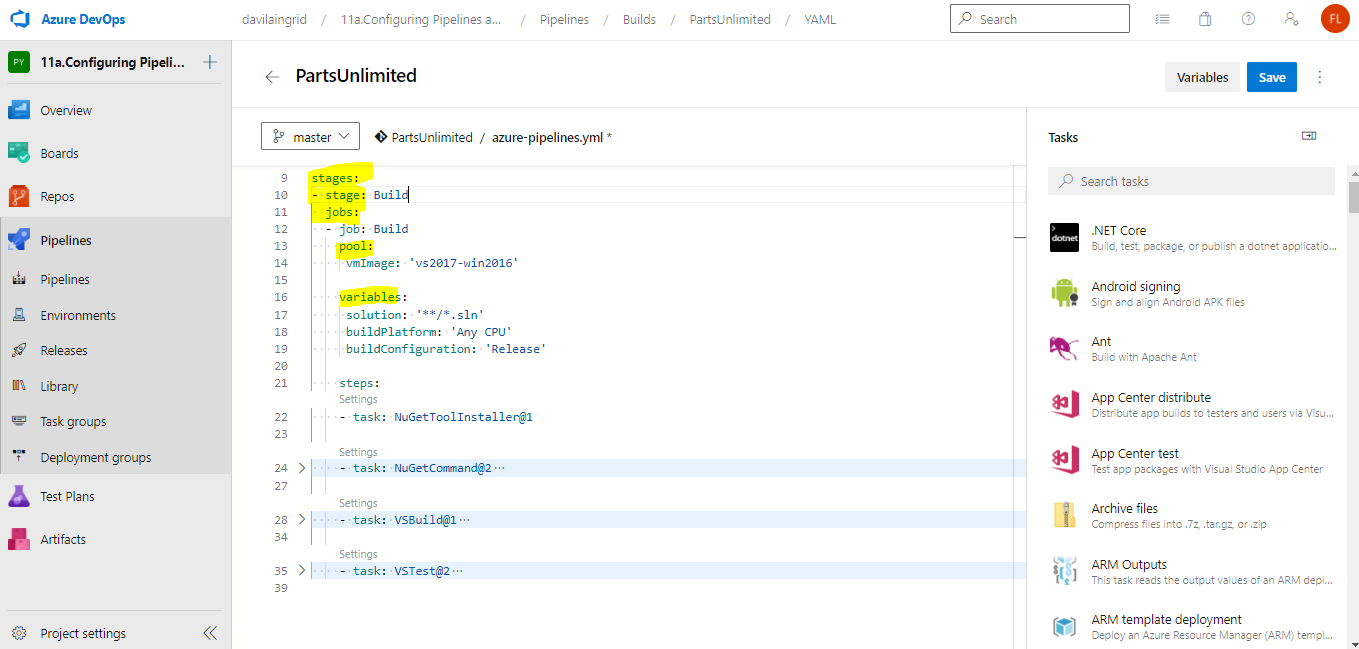 Azure DevOps
davilaingrid / 11a.Configuring Pipelines a... / Pipelines / Builds / PartsUnlimited / YAML
Search
FL
PY 11a.Configuring Pipeli...
Overview
Boards
Repos
Pipelines
Pipelines
Environments
Releases
Library
Task groups
Deployment groups
Test Plans
Artifacts
Project settings
PartsUnlimited
Variables
Save
master
PartsUnlimited / azure-pipelines.yml *
9 stages:
10 - stage: Build
11 jobs:
12 - job: Build
13 pool:
14 vmImage: 'vs2017-win2016'
15
16 variables:
17 solution: '**/*.sln'
18 buildPlatform: 'Any CPU'
19 buildConfiguration: 'Release'
20
21 steps:
Settings
22 - task: NuGetToolInstaller@1
23
Settings
24 - task: NuGetCommand@2 ...
27
Settings
28 - task: VSBuild@1 ...
34
Settings
35 - task: VSTest@2 ...
39
Tasks
Search tasks
dotnet
.NET Core
Build, test, package, or publish a dotnet applicatio...
Android signing
Sign and align Android APK files
Ant
Build with Apache Ant
App Center distribute
Distribute app builds to testers and users via Visu...
App Center test
Test app packages with Visual Studio App Center
Archive files
Compress files into .7z, .tar.gz, or .zip
ARM Outputs
This task reads the output values of an ARM depl...
ARM template deployment
Deploy an Azure Resource Manager (ARM) templ...